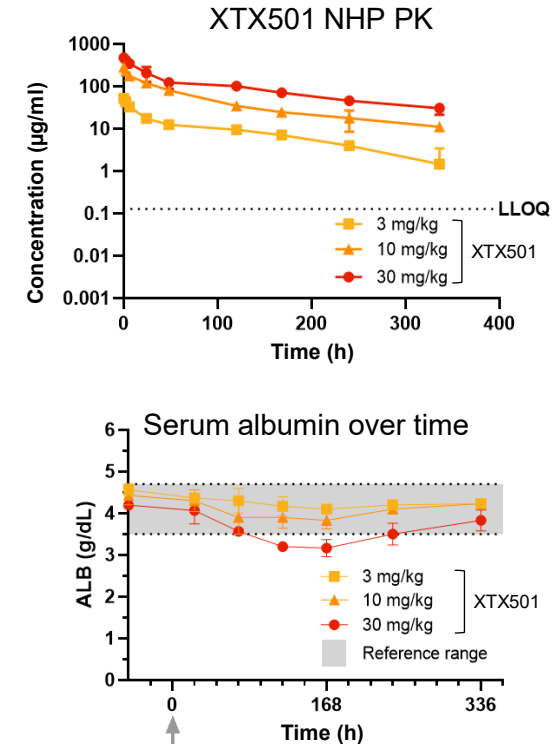 XTX501 NHP PK
Concentration (µg/ml)
1000
100
10
1
0.1
0.01
0.001
LLOQ
3 mg/kg
10 mg/kg
30 mg/kg
XTX501
0 100 200 300 400
Time (h)
Serum albumin over time
ALB (g/dL)
6
5
4
3
2
1
0
3 mg/kg
10 mg/kg
30 mg/kg
XTX501
Reference range
0 168 336
Time (h)